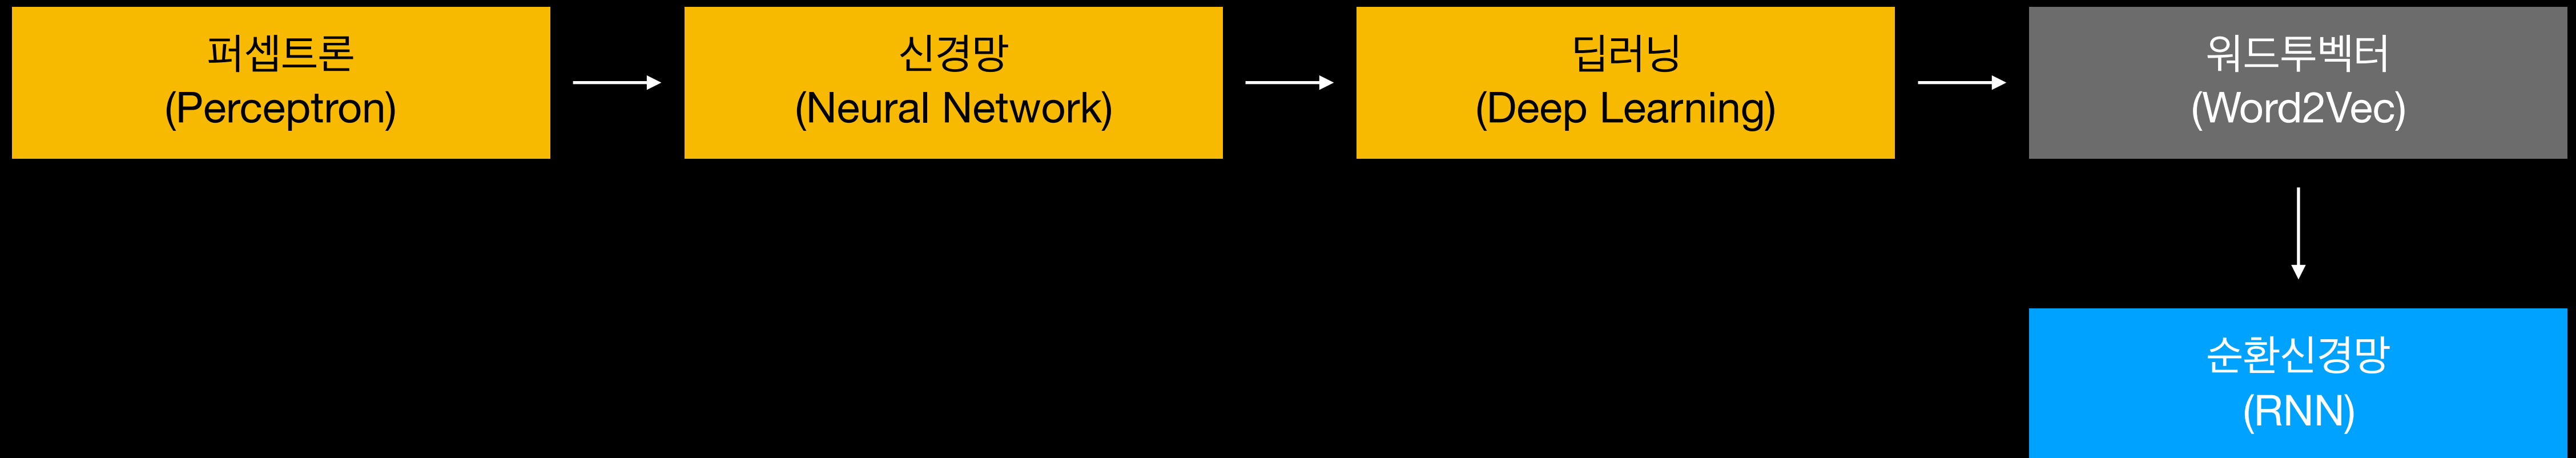 퍼셉트론
(Perceptron)
신경망
(Neural Network)
딥러닝
(Deep Learning)
워드투벡터
(Word2Vec)
순환신경망
(RNN)